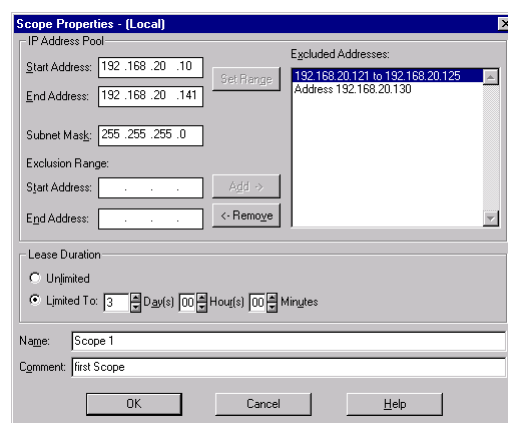 Scope Properties - (Local)
IP Address Pool
Start Address: 192 .168 .20 .10
Set Range
End Address: 192 .168 .20 .141
Subnet Mask: 255 .255 .255 .0
Exclusion Range:
Start Address: . . .
Add ->
End Address: . . .
<- Remove
Excluded Addresses:
192.168.20.121 to 192.168.20.125
Address 192.168.20.130
Lease Duration
Unlimited
Limited To: 3 Day(s) 00 Hour(s) 00 Minutes
Name: Scope 1
Comment: first Scope
OK Cancel Help